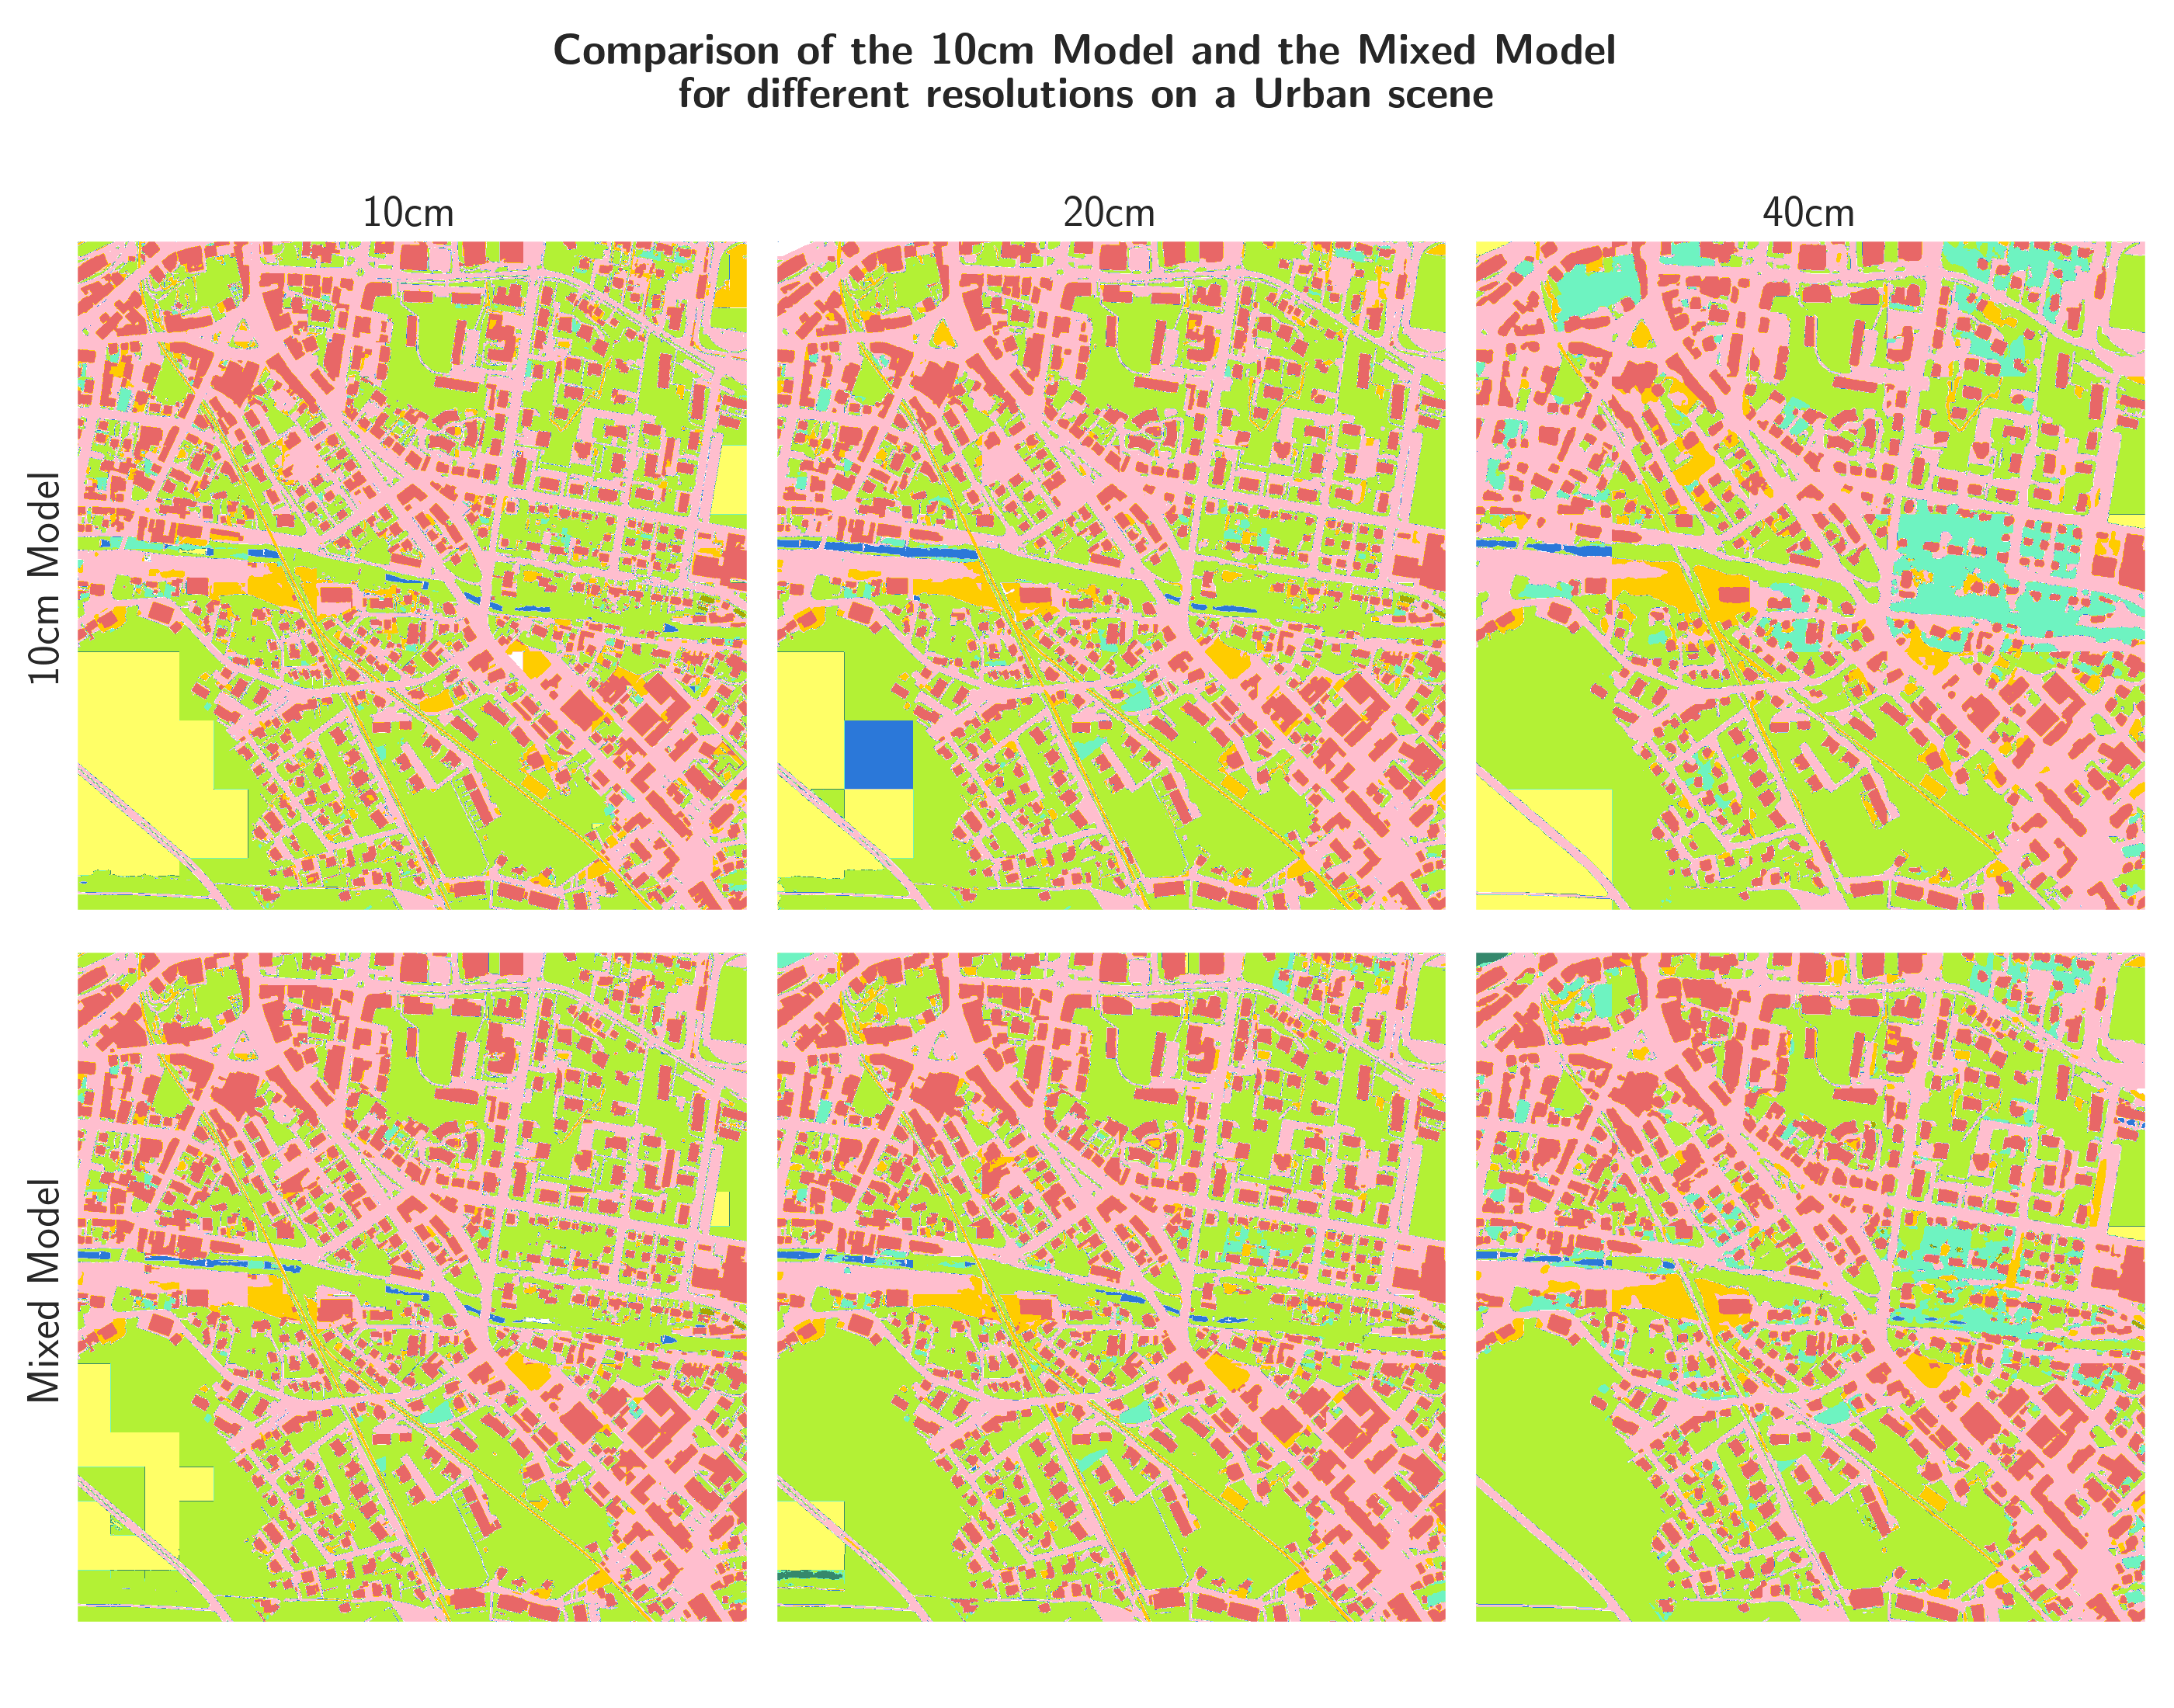 Comparison of the 10cm Model and the Mixed Model
for different resolutions on a Urban scene
10cm
20cm
40cm
10cm Model
Mixed Model